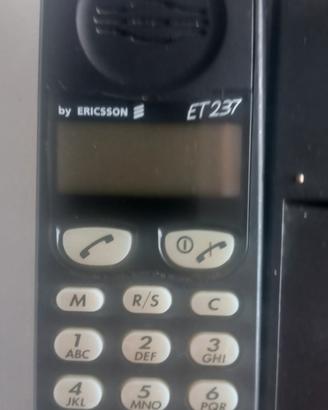 by ERICSSON ET 237
M R/S C
1 2 3
ABC DEF GHI
4 5 6
JKL MNO PQR